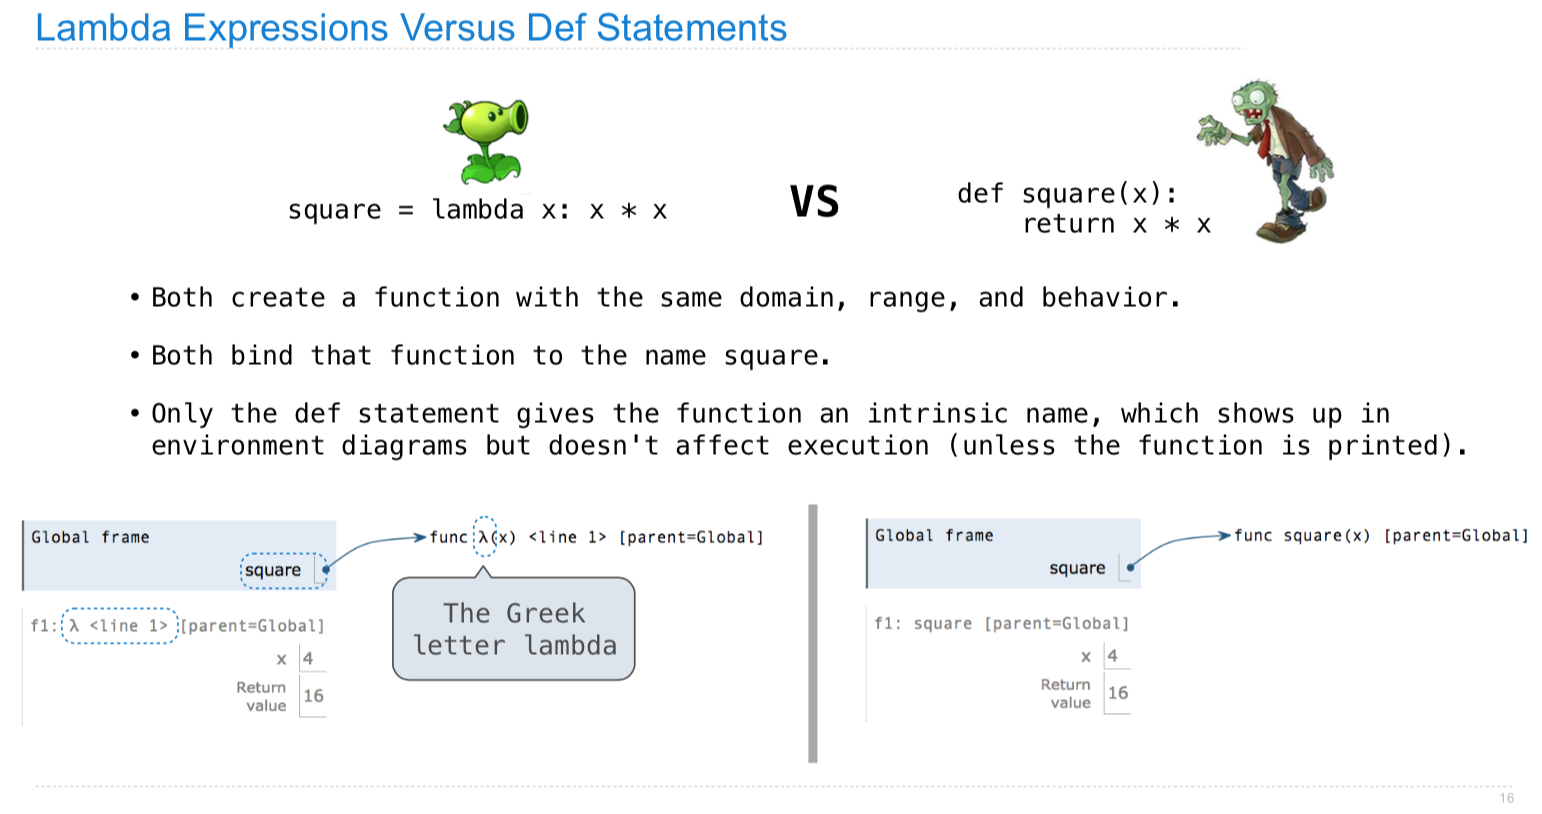 Lambda Expressions Versus Def Statements
square = lambda x: x * x
VS
def square(x):
    return x * x
• Both create a function with the same domain, range, and behavior.
• Both bind that function to the name square.
• Only the def statement gives the function an intrinsic name, which shows up in
environment diagrams but doesn't affect execution (unless the function is printed).
Global frame
square
func λ(x) <line 1> [parent=Global]
f1: λ <line 1> [parent=Global]
x 4
Return
value 16
The Greek
letter lambda
Global frame
square
func square(x) [parent=Global]
f1: square [parent=Global]
x 4
Return
value 16
16